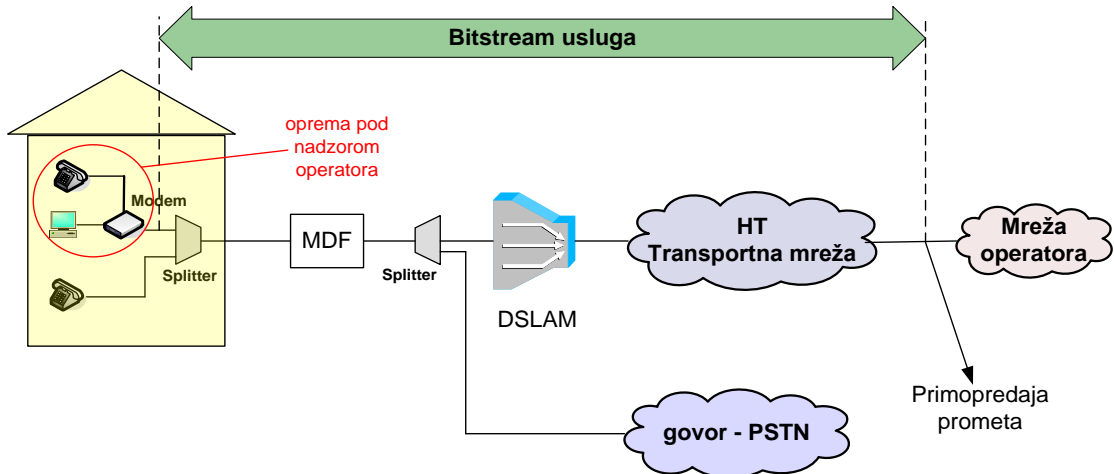 Bitstream usluga
oprema pod
nadzorom
operatora
Modem
Splitter
MDF
Splitter
DSLAM
HT
Transportna mreža
Mreža
operatora
Primopredaja
prometa
govor - PSTN